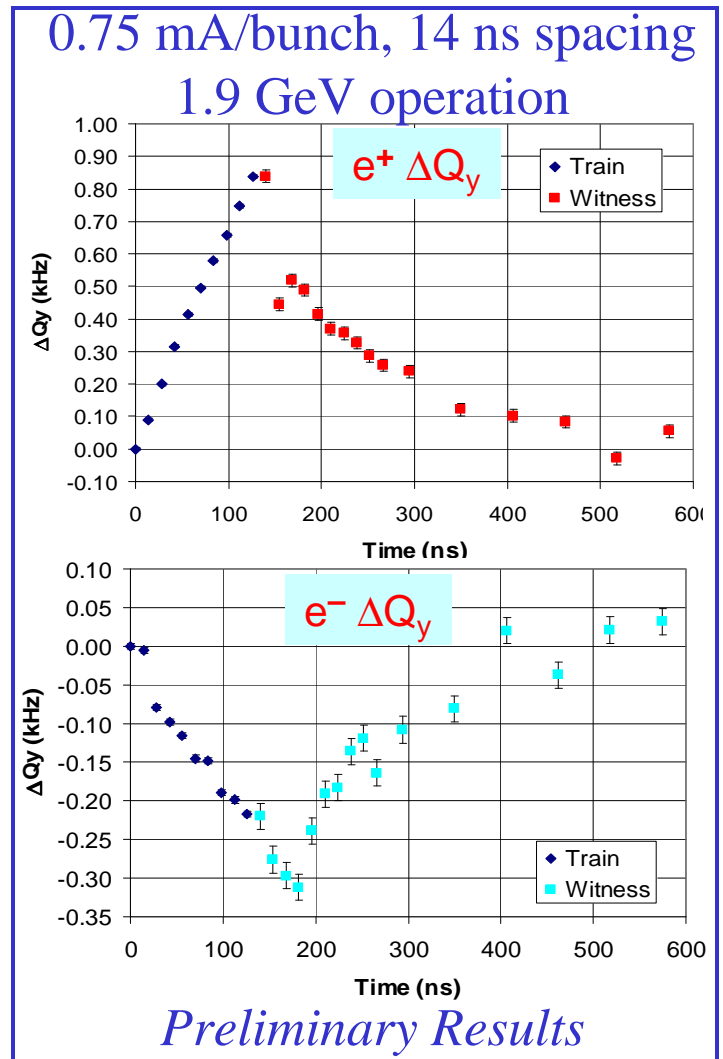 0.75 mA/bunch, 14 ns spacing
1.9 GeV operation
e+ ΔQy
Train
Witness
1.00
0.90
0.80
0.70
0.60
0.50
0.40
0.30
0.20
0.10
0.00
-0.10
ΔQy (kHz)
0 100 200 300 400 500 600
Time (ns)
e– ΔQy
0.10
0.05
0.00
-0.05
-0.10
-0.15
-0.20
-0.25
-0.30
-0.35
ΔQy (kHz)
Train
Witness
0 100 200 300 400 500 600
Time (ns)
Preliminary Results